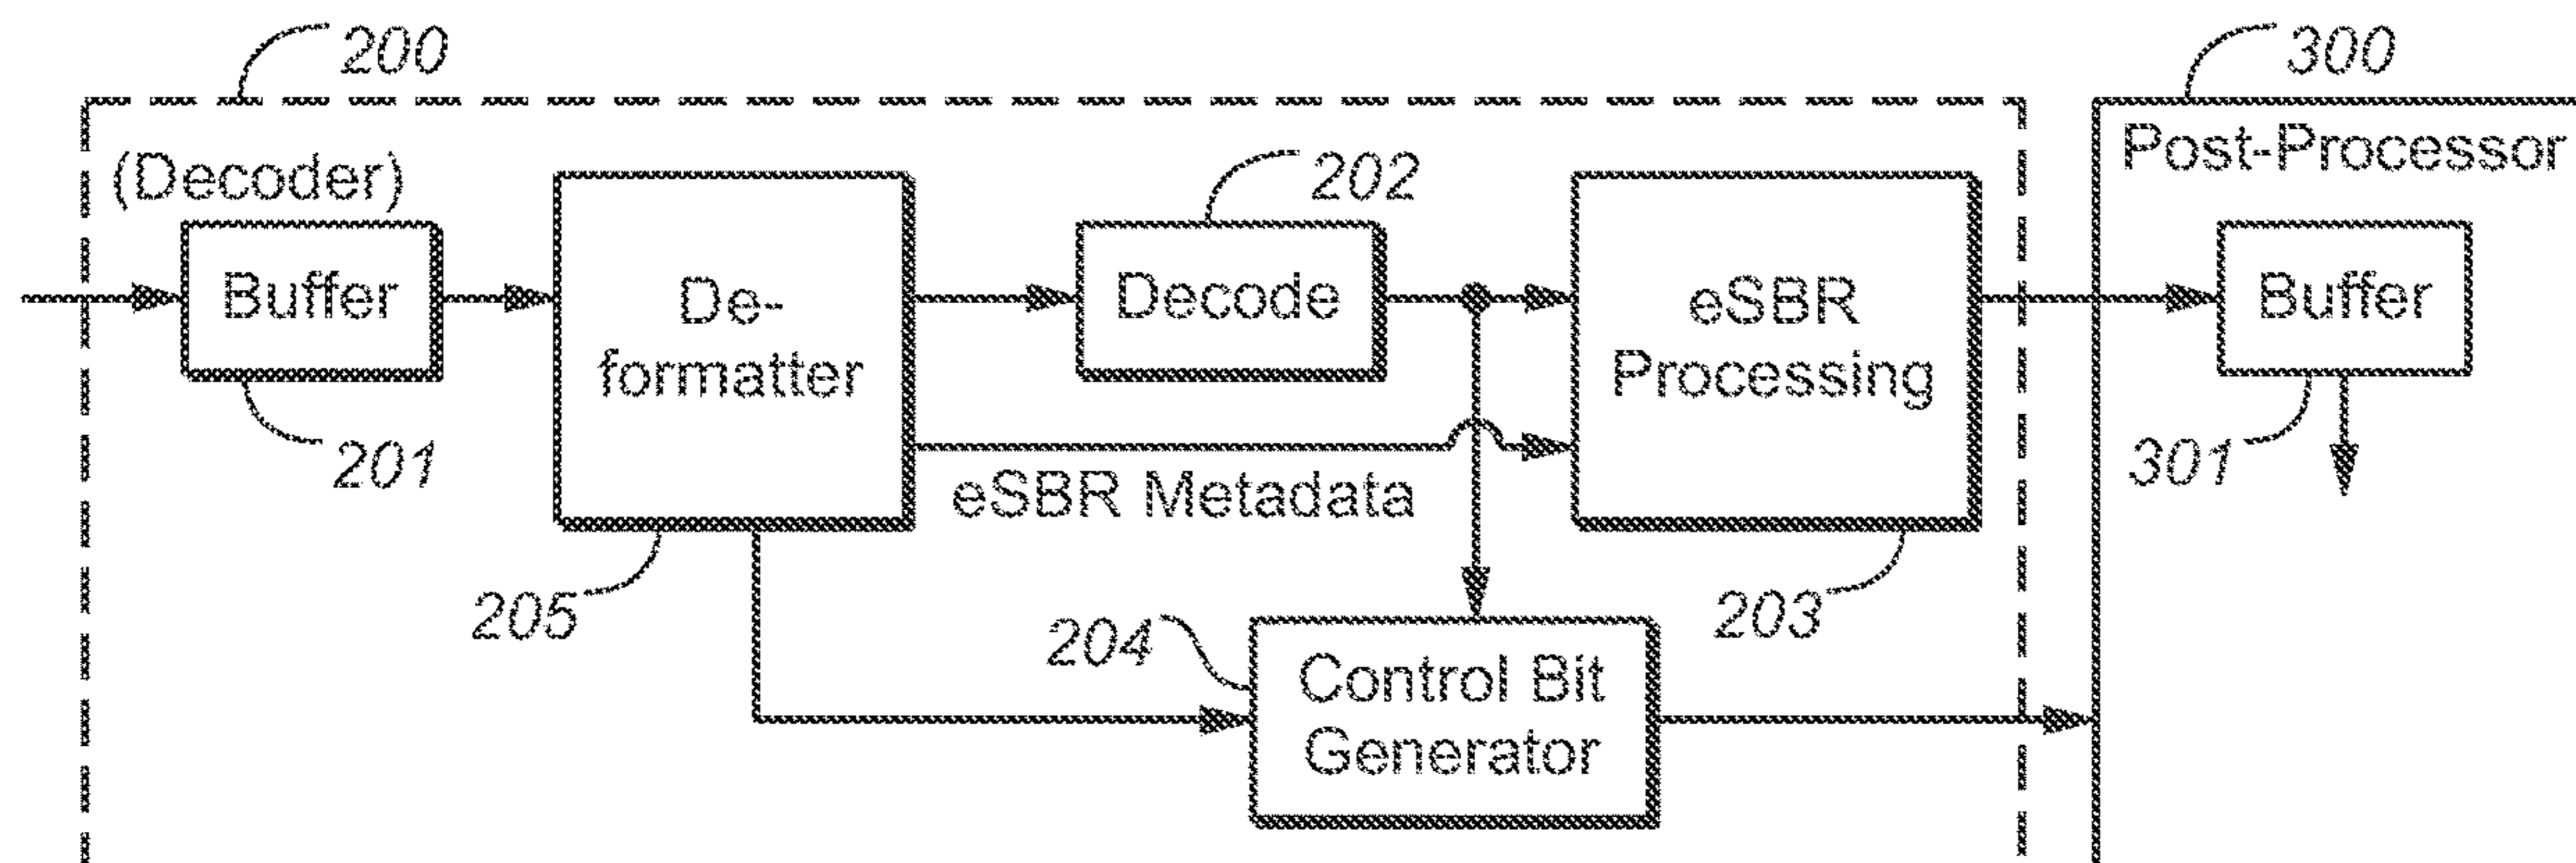 200
300
(Decoder)
Post-Processor
202
Buffer
De-
formatter
Decode
eSBR
Processing
Buffer
201
eSBR Metadata
301
205
204
203
Control Bit
Generator